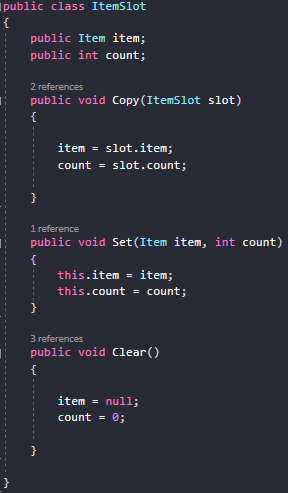 public class ItemSlot
{
public Item item;
public int count;
2 references
public void Copy(ItemSlot slot)
{
item = slot.item;
count = slot.count;
}
1 reference
public void Set(Item item, int count)
{
this.item = item;
this.count = count;
}
3 references
public void Clear()
{
item = null;
count = 0;
}
}